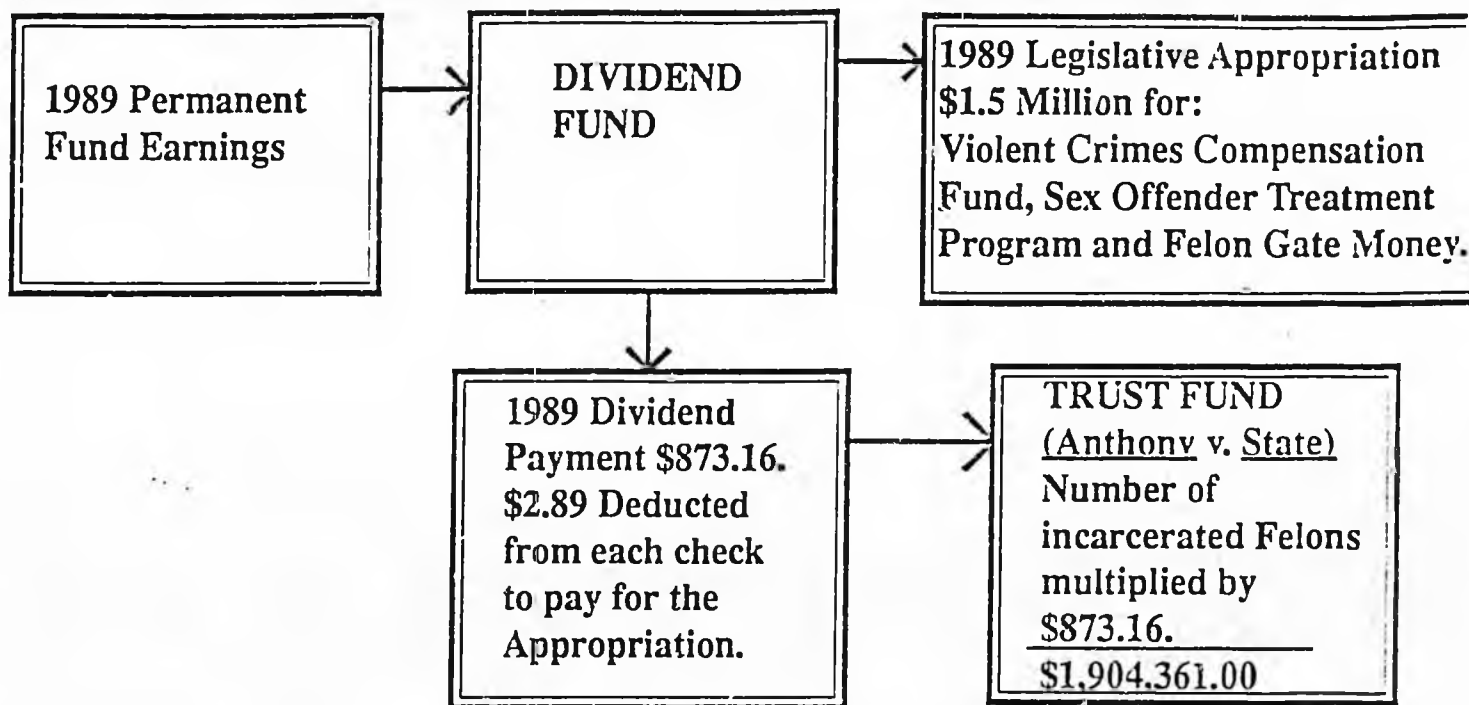 1989 Permanent
Fund Earnings
DIVIDEND
FUND
1989 Legislative Appropriation
$1.5 Million for:
Violent Crimes Compensation
Fund, Sex Offender Treatment
Program and Felon Gate Money.
1989 Dividend
Payment $873.16.
$2.89 Deducted
from each check
to pay for the
Appropriation.
TRUST FUND
(Anthony v. State)
Number of
incarcerated Felons
multiplied by
$873.16.
$1,904,361.00